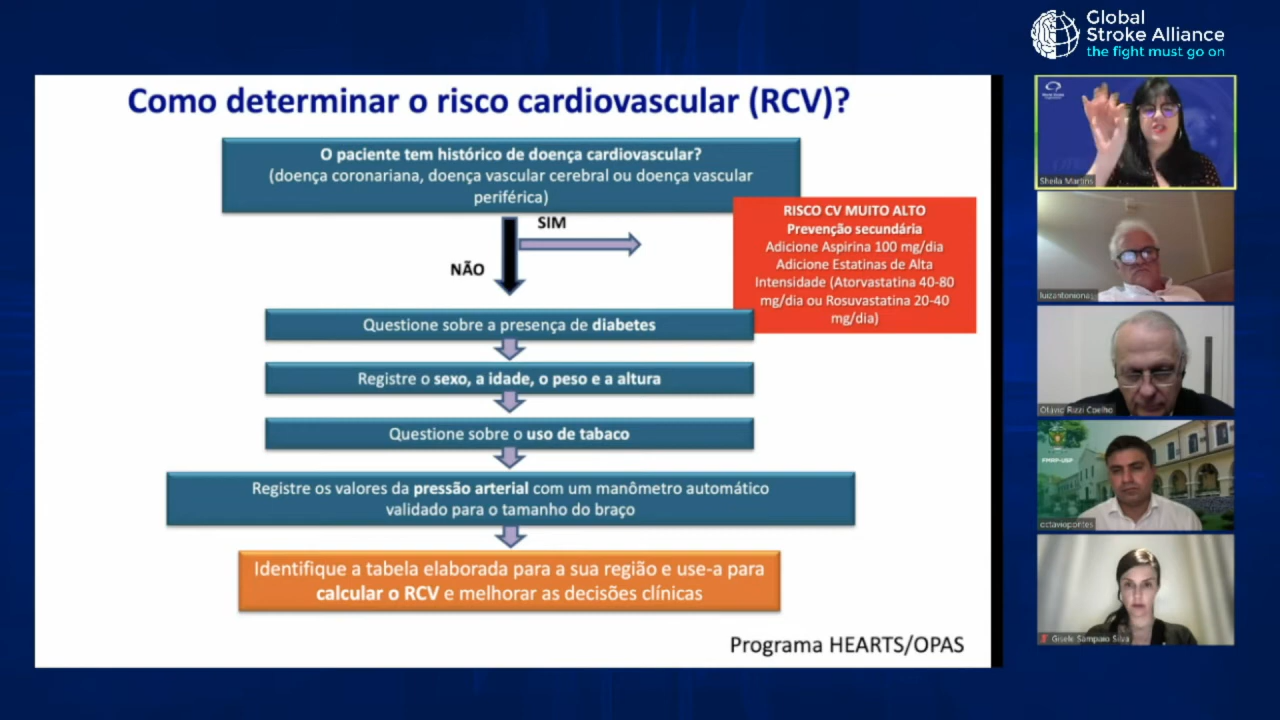 Global
Stroke Alliance
the fight must go on
Como determinar o risco cardiovascular (RCV)?
O paciente tem histórico de doença cardiovascular?
(doença coronariana, doença vascular cerebral ou doença vascular
periférica)
SIM
NÃO
RISCO CV MUITO ALTO
Prevenção secundária
Adicione Aspirina 100 mg/dia
Adicione Estatinas de Alta
Intensidade (Atorvastatina 40-80
mg/dia ou Rosuvastatina 20-40
mg/dia)
Questione sobre a presença de diabetes
Registre o sexo, a idade, o peso e a altura
Questione sobre o uso de tabaco
Registre os valores da pressão arterial com um manômetro automático
validado para o tamanho do braço
Identifique a tabela elaborada para a sua região e use-a para
calcular o RCV e melhorar as decisões clínicas
Programa HEARTS/OPAS
Sheila Martins
Otavio Rizzi Coelho
FMRP-USP
octaviopontes
Gisele Sampaio Silva